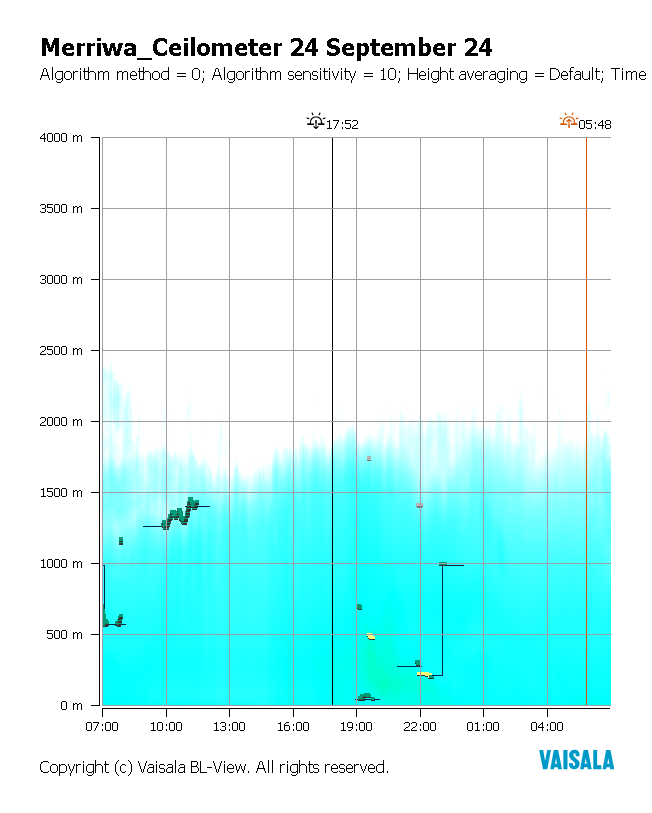 Merriwa_Ceilometer 24 September 24
Algorithm method = 0; Algorithm sensitivity = 10; Height averaging = Default; Time
17:52 05:48
4000 m
3500 m
3000 m
2500 m
2000 m
1500 m
1000 m
500 m
0 m
07:00 10:00 13:00 16:00 19:00 22:00 01:00 04:00
Copyright (c) Vaisala BL-View. All rights reserved.
VAISALA